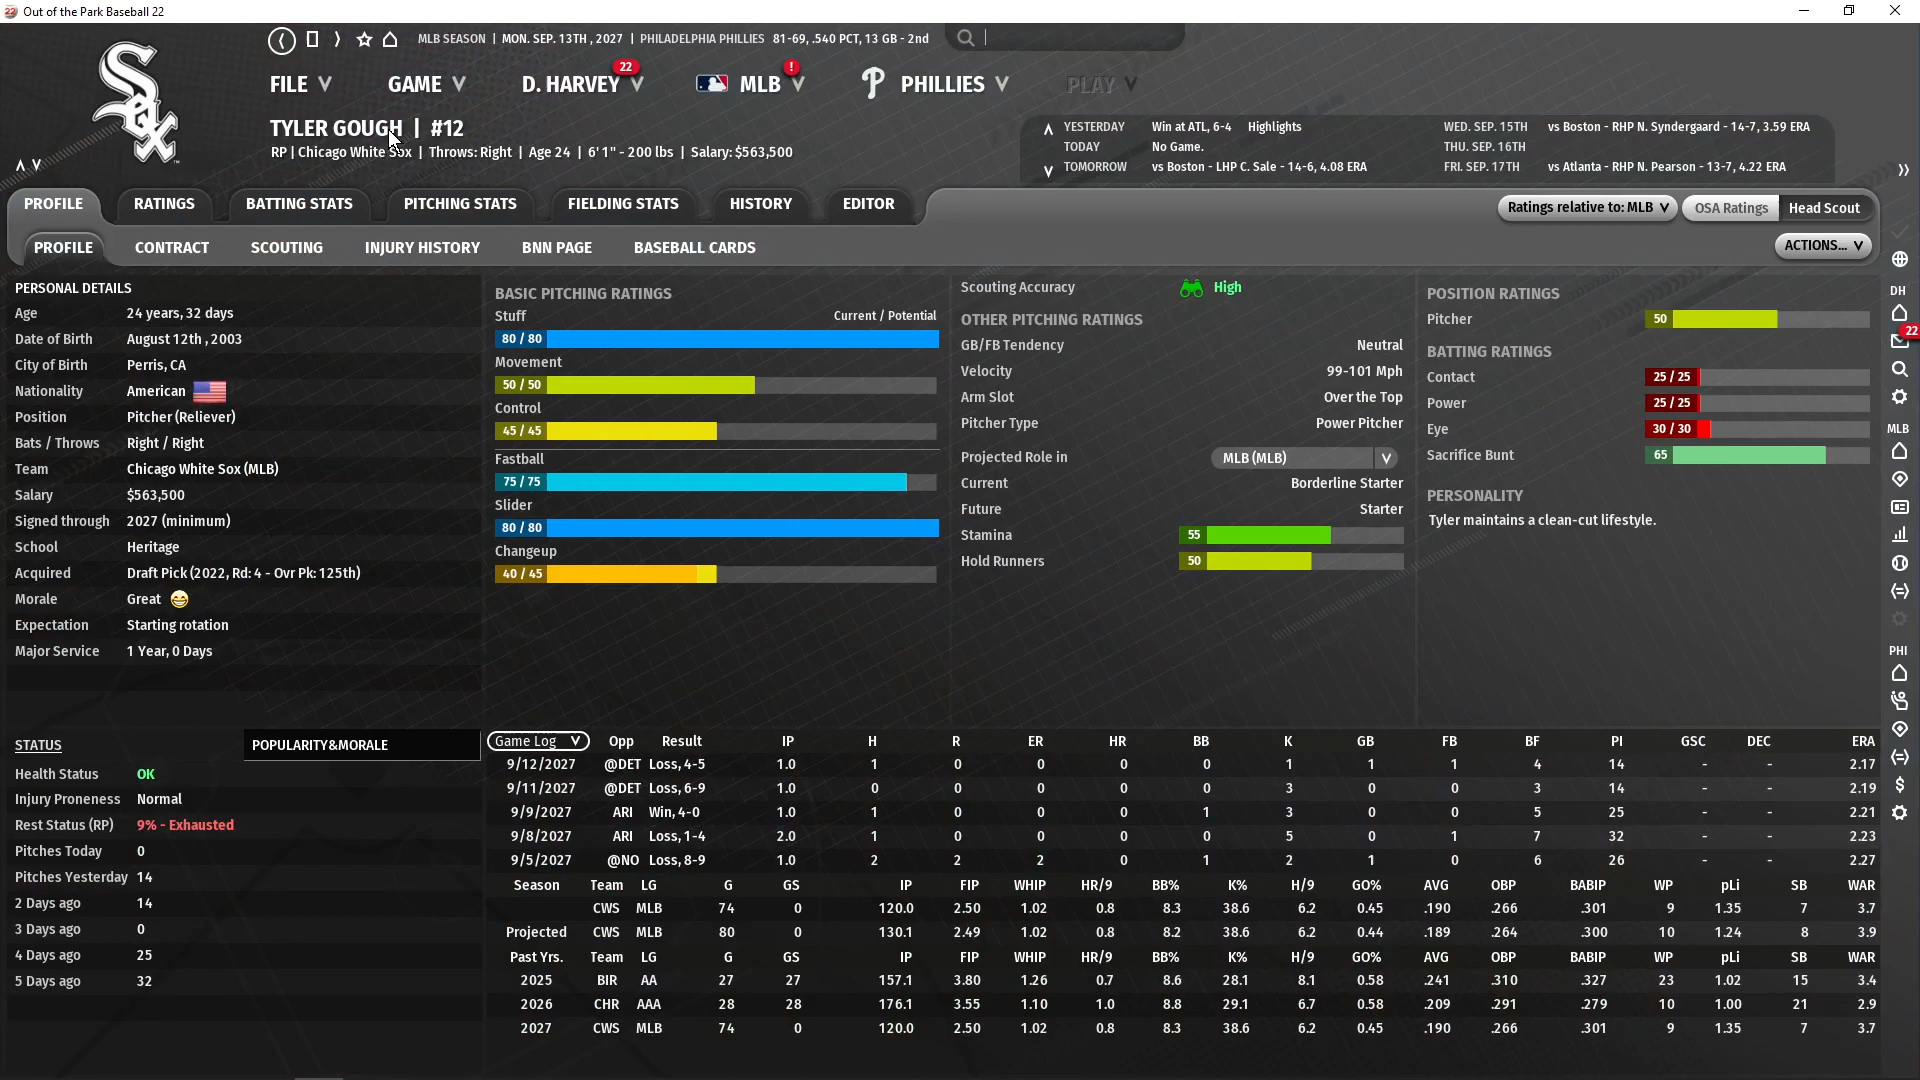 Out of the Park Baseball 22
MLB SEASON | MON. SEP. 13TH , 2027 | PHILADELPHIA PHILLIES 81-69, .540 PCT, 13 GB - 2nd
FILE GAME D. HARVEY 22 MLB ! PHILLIES PLAY
TYLER GOUGH | #12
RP | Chicago White Sox | Throws: Right | Age 24 | 6' 1" - 200 lbs | Salary: $563,500
YESTERDAY Win at ATL, 6-4 Highlights WED. SEP. 15TH vs Boston - RHP N. Syndergaard - 14-7, 3.59 ERA
TODAY No Game. THU. SEP. 16TH
TOMORROW vs Boston - LHP C. Sale - 14-6, 4.08 ERA FRI. SEP. 17TH vs Atlanta - RHP N. Pearson - 13-7, 4.22 ERA
PROFILE RATINGS BATTING STATS PITCHING STATS FIELDING STATS HISTORY EDITOR Ratings relative to: MLB OSA Ratings Head Scout
PROFILE CONTRACT SCOUTING INJURY HISTORY BNN PAGE BASEBALL CARDS ACTIONS...
PERSONAL DETAILS
Age 24 years, 32 days
Date of Birth August 12th , 2003
City of Birth Perris, CA
Nationality American
Position Pitcher (Reliever)
Bats / Throws Right / Right
Team Chicago White Sox (MLB)
Salary $563,500
Signed through 2027 (minimum)
School Heritage
Acquired Draft Pick (2022, Rd: 4 - Ovr Pk: 125th)
Morale Great
Expectation Starting rotation
Major Service 1 Year, 0 Days
BASIC PITCHING RATINGS
Stuff Current / Potential
80 / 80
Movement
50 / 50
Control
45 / 45
Fastball
75 / 75
Slider
80 / 80
Changeup
40 / 45
Scouting Accuracy High
OTHER PITCHING RATINGS
GB/FB Tendency Neutral
Velocity 99-101 Mph
Arm Slot Over the Top
Pitcher Type Power Pitcher
Projected Role in MLB (MLB)
Current Borderline Starter
Future Starter
Stamina 55
Hold Runners 50
POSITION RATINGS
Pitcher 50
BATTING RATINGS
Contact 25 / 25
Power 25 / 25
Eye 30 / 30
Sacrifice Bunt 65
PERSONALITY
Tyler maintains a clean-cut lifestyle.
DH
22
MLB
PHI
STATUS POPULARITY&MORALE
Health Status OK
Injury Proneness Normal
Rest Status (RP) 9% - Exhausted
Pitches Today 0
Pitches Yesterday 14
2 Days ago 14
3 Days ago 0
4 Days ago 25
5 Days ago 32
Game Log Opp Result IP H R ER HR BB K GB FB BF PI GSC DEC ERA
9/12/2027 @DET Loss, 4-5 1.0 1 0 0 0 0 1 1 1 4 14 - - 2.17
9/11/2027 @DET Loss, 6-9 1.0 0 0 0 0 0 3 0 0 3 14 - - 2.19
9/9/2027 ARI Win, 4-0 1.0 1 0 0 0 1 3 0 0 5 25 - - 2.21
9/8/2027 ARI Loss, 1-4 2.0 1 0 0 0 0 5 0 1 7 32 - - 2.23
9/5/2027 @NO Loss, 8-9 1.0 2 2 2 0 1 2 1 0 6 26 - - 2.27
Season Team LG G GS IP FIP WHIP HR/9 BB% K% H/9 GO% AVG OBP BABIP WP pLi SB WAR
CWS MLB 74 0 120.0 2.50 1.02 0.8 8.3 38.6 6.2 0.45 .190 .266 .301 9 1.35 7 3.7
Projected CWS MLB 80 0 130.1 2.49 1.02 0.8 8.2 38.6 6.2 0.44 .189 .264 .300 10 1.24 8 3.9
Past Yrs. Team LG G GS IP FIP WHIP HR/9 BB% K% H/9 GO% AVG OBP BABIP WP pLi SB WAR
2025 BIR AA 27 27 157.1 3.80 1.26 0.7 8.6 28.1 8.1 0.58 .241 .310 .327 23 1.02 15 3.4
2026 CHR AAA 28 28 176.1 3.55 1.10 1.0 8.8 29.1 6.7 0.58 .209 .291 .279 10 1.00 21 2.9
2027 CWS MLB 74 0 120.0 2.50 1.02 0.8 8.3 38.6 6.2 0.45 .190 .266 .301 9 1.35 7 3.7